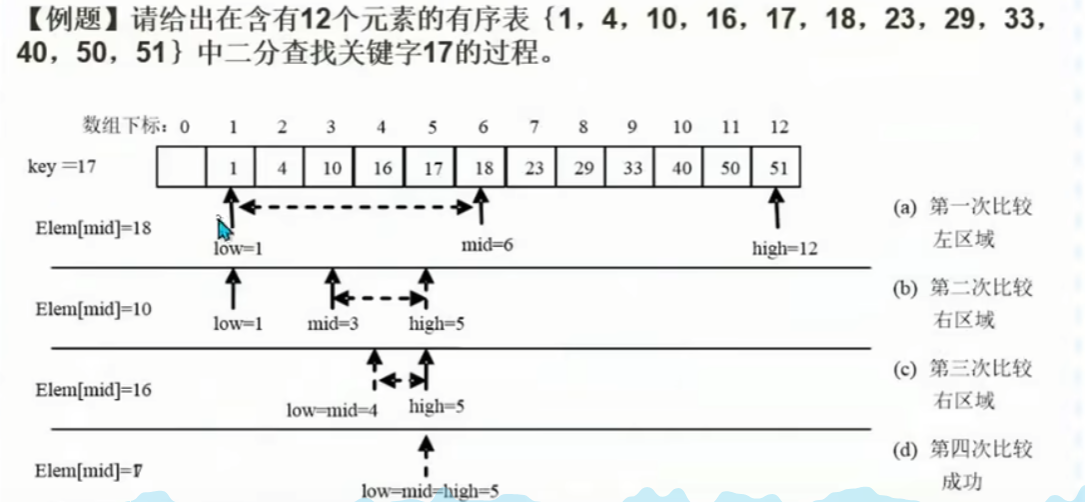 【例题】请给出在含有12个元素的有序表{1，4，10，16，17，18，23，29，33，
40，50，51}中二分查找关键字17的过程。
数组下标：0 1 2 3 4 5 6 7 8 9 10 11 12
key＝17 1 4 10 16 17 18 23 29 33 40 50 51
(a) 第一次比较
Elem[mid]=18 左区域
low=1 mid=6 high=12
(b) 第二次比较
Elem[mid]=10 右区域
low=1 mid=3 high=5
(c) 第三次比较
Elem[mid]=16 右区域
low=mid=4 high=5
(d) 第四次比较
Elem[mid]=17 成功
low=mid=high=5